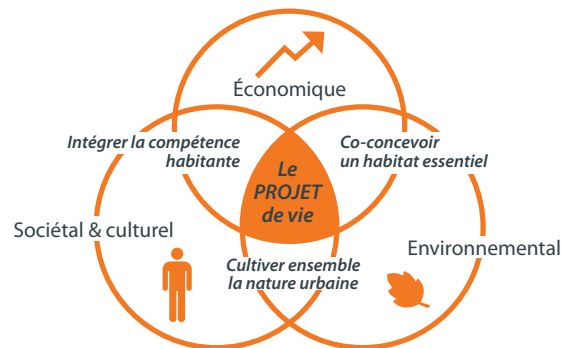 Économique
Intégrer la compétence
habitante
Co-concevoir
un habitat essentiel
Le
PROJET
de vie
Sociétal & culturel
Environnemental
Cultiver ensemble
la nature urbaine